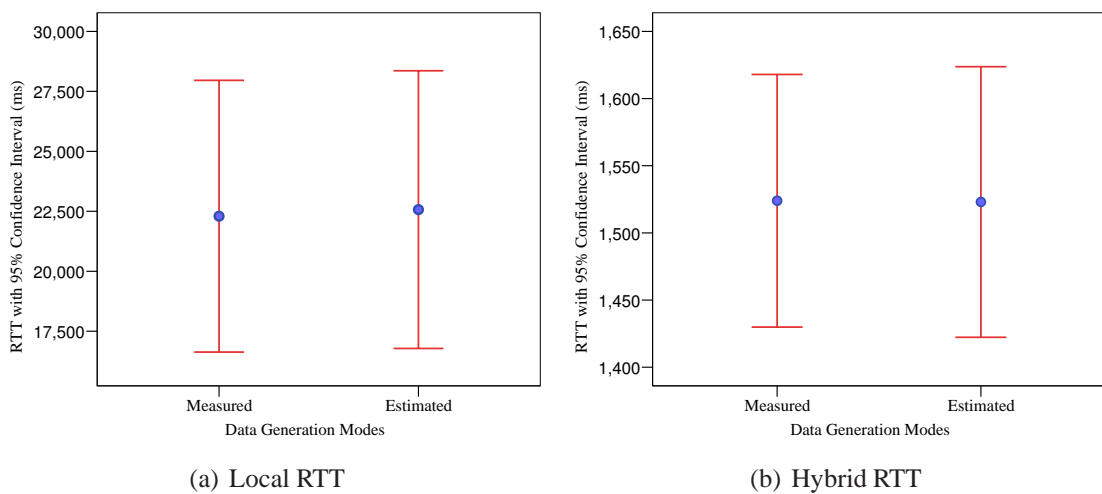 RTT with 95% Confidence Interval (ms)
30,000
27,500
25,000
22,500
20,000
17,500
Measured
Estimated
Data Generation Modes
(a) Local RTT
RTT with 95% Confidence Interval (ms)
1,650
1,600
1,550
1,500
1,450
1,400
Measured
Estimated
Data Generation Modes
(b) Hybrid RTT